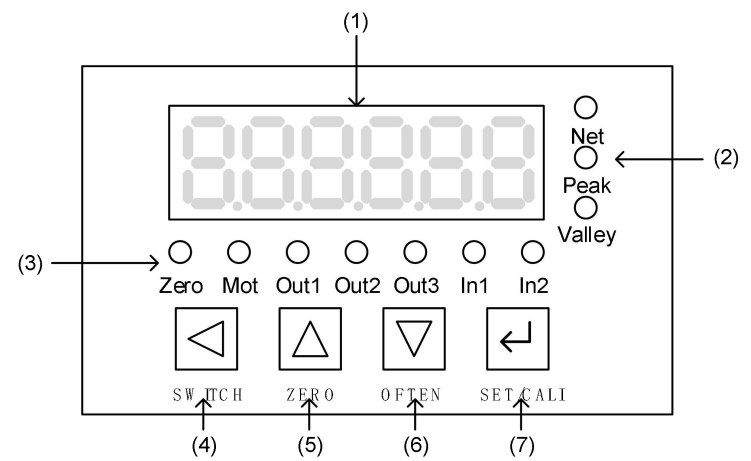 (1)
Net
(2)
Peak
Valley
(3)
Zero Mot Out1 Out2 Out3 In1 In2
SWITCH ZERO OFTEN SET/CALI
(4) (5) (6) (7)